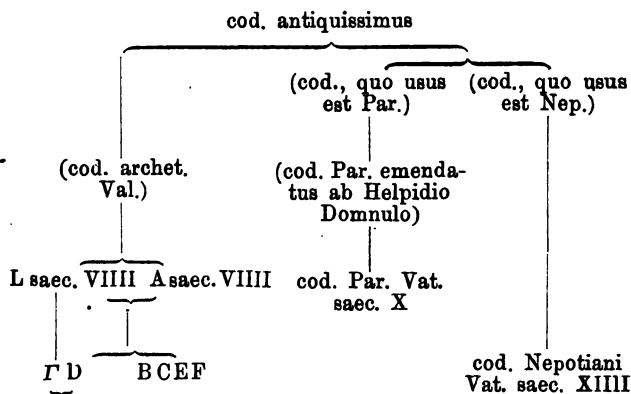 cod. antiquissimus
(cod., quo usus est Par.)
(cod., quo usus est Nep.)
(cod. archet. Val.)
(cod. Par. emenda-
tus ab Helpidio
Domnulo)
L saec. VIIII A saec. VIIII
cod. Par. Vat.
saec. X
Γ D
B C E F
cod. Nepotiani
Vat. saec. XIIII